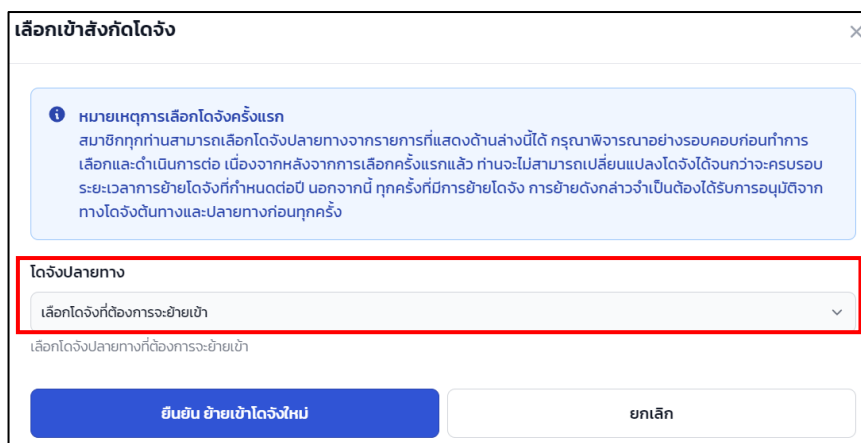 เลือกเข้าสังกัดโดจัง
หมายเหตุการเลือกโดจังครั้งแรก
สมาชิกทุกท่านสามารถเลือกโดจังปลายทางจากรายการที่แสดงด้านล่างนี้ได้ กรุณาพิจารณาอย่างรอบคอบก่อนทำการ
เลือกและดำเนินการต่อ เนื่องจากหลังจากการเลือกครั้งแรกแล้ว ท่านจะไม่สามารถเปลี่ยนแปลงโดจังได้จนกว่าจะครบรอบ
ระยะเวลาการย้ายโดจังที่กำหนดต่อปี นอกจากนี้ ทุกครั้งที่มีการย้ายโดจัง การย้ายดังกล่าวจำเป็นต้องได้รับการอนุมัติจาก
ทางโดจังต้นทางและปลายทางก่อนทุกครั้ง
โดจังปลายทาง
เลือกโดจังที่ต้องการจะย้ายเข้า
เลือกโดจังปลายทางที่ต้องการจะย้ายเข้า
ยืนยัน ย้ายเข้าโดจังใหม่
ยกเลิก